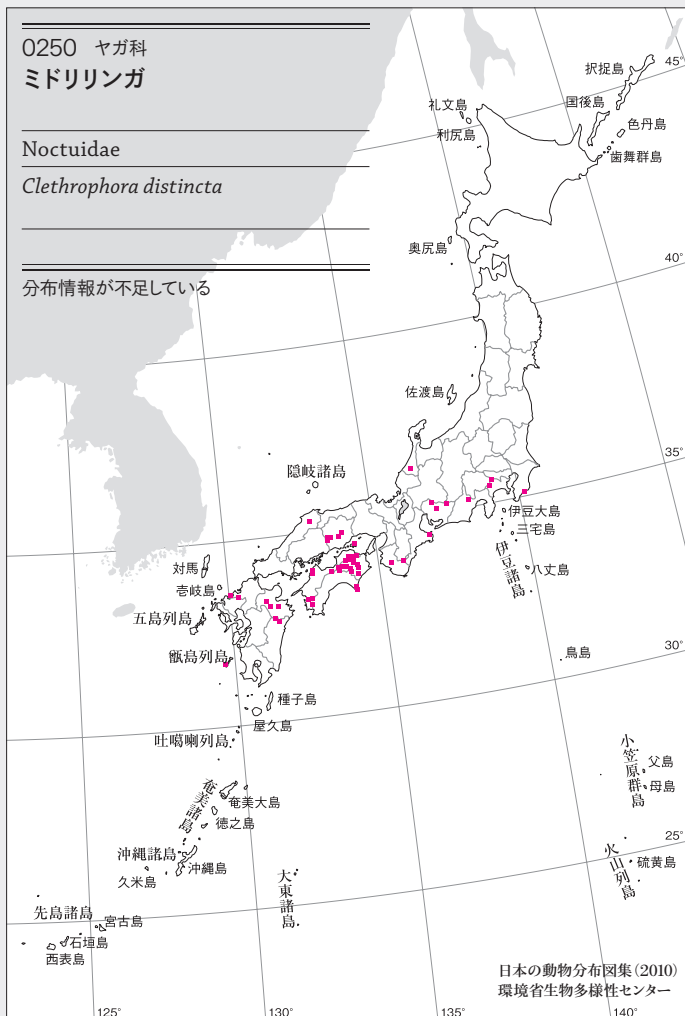 0250 ヤガ科
ミドリリンガ
Noctuidae
Clethrophora distincta
分布情報が不足している
択捉島
45°
国後島
礼文島
色丹島
利尻島
歯舞群島
奥尻島
40°
佐渡島
35°
隠岐諸島
伊豆大島
三宅島
伊豆諸島
八丈島
対馬
壱岐島
五島列島
甑島列島
鳥島
30°
種子島
屋久島
吐噶喇列島
小笠原群島
父島
母島
奄美諸島
奄美大島
徳之島
25°
沖縄諸島
沖縄島
久米島
火山列島
硫黄島
大東諸島
先島諸島
宮古島
石垣島
西表島
日本の動物分布図集(2010)
環境省生物多様性センター
125°
130°
135°
140°